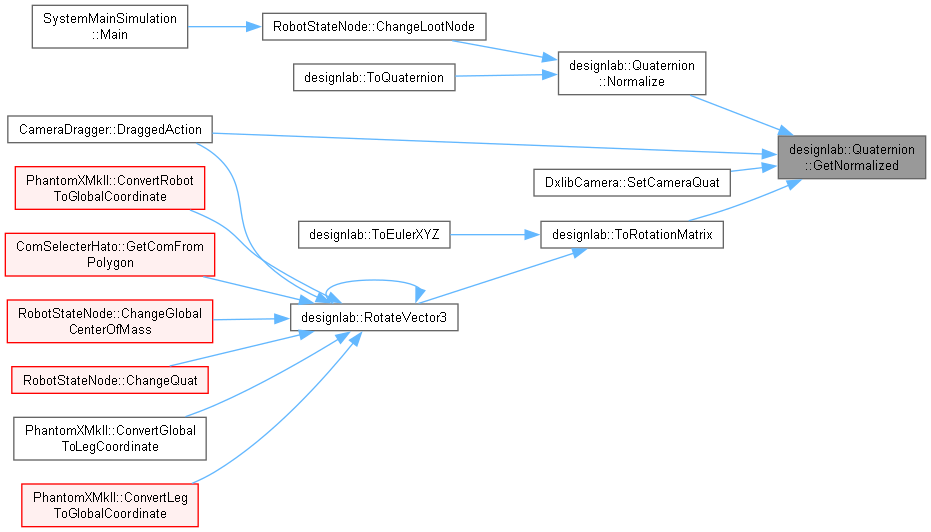 SystemMainSimulation
::Main
RobotStateNode::ChangeLootNode
designlab::ToQuaternion
designlab::Quaternion
::Normalize
CameraDragger::DraggedAction
designlab::Quaternion
::GetNormalized
PhantomXMkII::ConvertRobot
ToGlobalCoordinate
DxlibCamera::SetCameraQuat
designlab::ToEulerXYZ
designlab::ToRotationMatrix
ComSelecterHato::GetComFrom
Polygon
RobotStateNode::ChangeGlobal
CenterOfMass
designlab::RotateVector3
RobotStateNode::ChangeQuat
PhantomXMkII::ConvertGlobal
ToLegCoordinate
PhantomXMkII::ConvertLeg
ToGlobalCoordinate